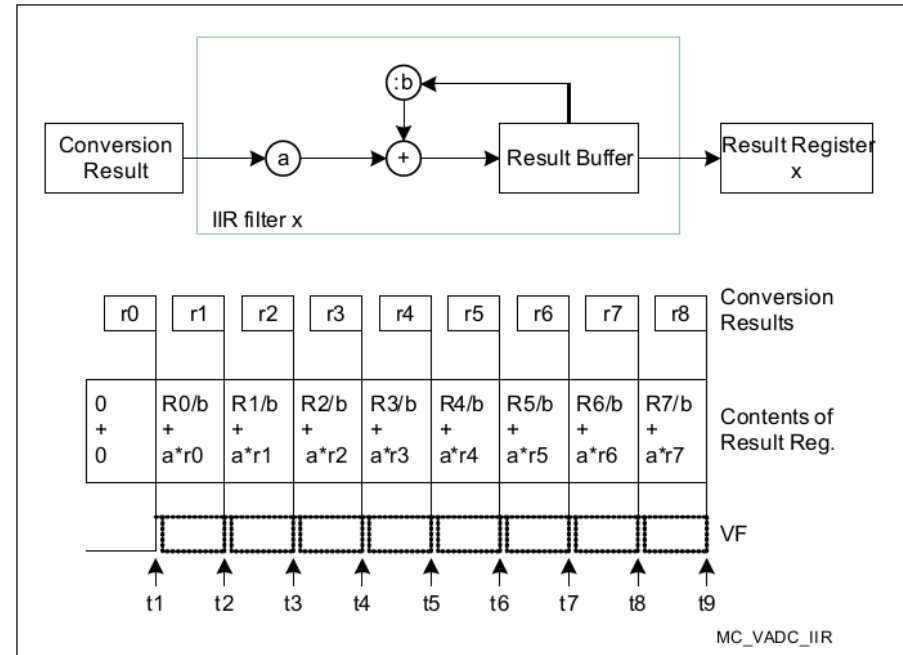 :b
Conversion
Result
a
+
Result Buffer
Result Register
x
IIR filter x
r0 r1 r2 r3 r4 r5 r6 r7 r8
Conversion
Results
0 R0/b R1/b R2/b R3/b R4/b R5/b R6/b R7/b
+ + + + + + + + +
0 a*r0 a*r1 a*r2 a*r3 a*r4 a*r5 a*r6 a*r7
Contents of
Result Reg.
VF
t1 t2 t3 t4 t5 t6 t7 t8 t9
MC_VADC_IIR